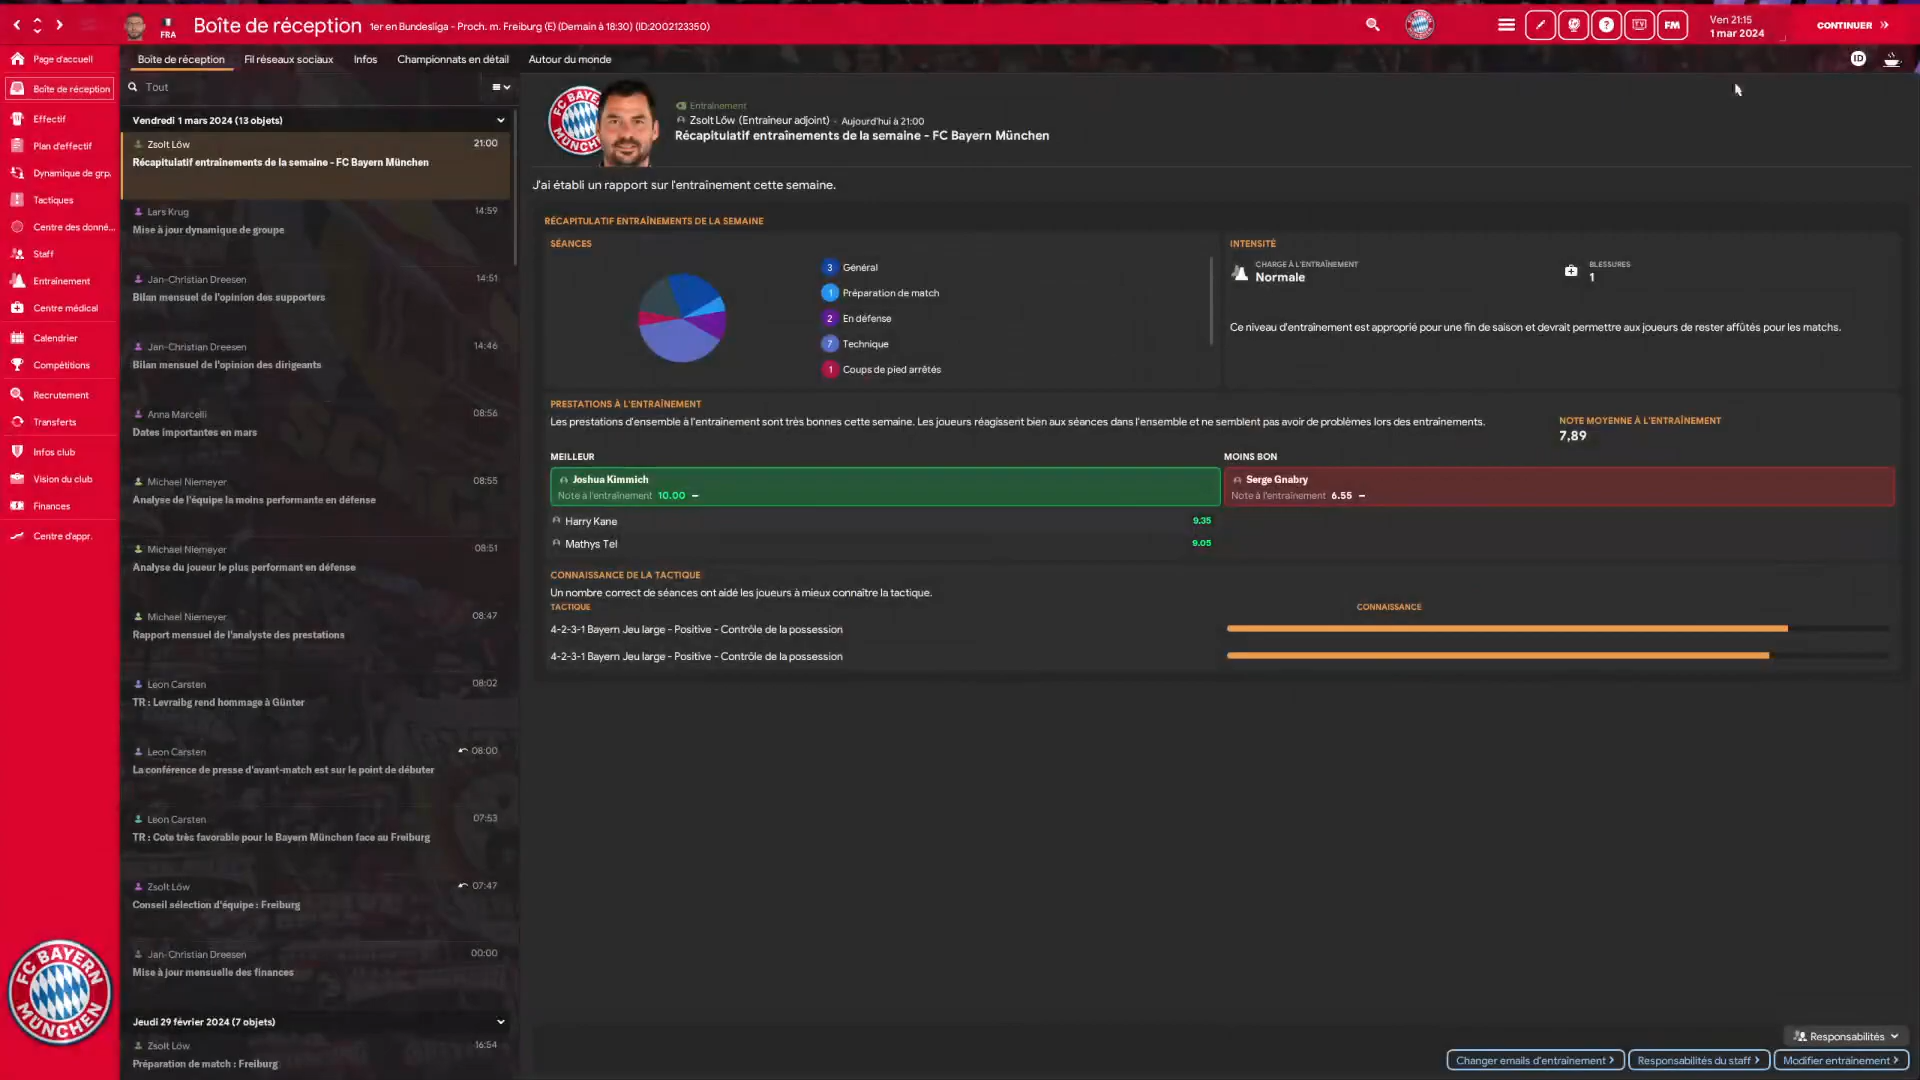 FRA
Boîte de réception
1er en Bundesliga - Proch. m. Freiburg (E) (Demain à 18:30) (ID:2002123350)
FM
Ven 21:15
1 mar 2024
CONTINUER
Page d'accueil
Boîte de réception
Effectif
Plan d'effectif
Dynamique de grp.
Tactiques
Centre des donné...
Staff
Entraînement
Centre médical
Calendrier
Compétitions
Recrutement
Transferts
Infos club
Vision du club
Finances
Centre d'appr.
FC BAYERN
MÜNCHEN
Boîte de réception
Fil réseaux sociaux
Infos
Championnats en détail
Autour du monde
ID
Tout
Vendredi 1 mars 2024 (13 objets)
Zsolt Lőw 21:00
Récapitulatif entraînements de la semaine - FC Bayern München
Lars Krug 14:59
Mise à jour dynamique de groupe
Jan-Christian Dreesen 14:51
Bilan mensuel de l'opinion des supporters
Jan-Christian Dreesen 14:46
Bilan mensuel de l'opinion des dirigeants
Anna Marcelli 08:56
Dates importantes en mars
Michael Niemeyer 08:55
Analyse de l'équipe la moins performante en défense
Michael Niemeyer 08:51
Analyse du joueur le plus performant en défense
Michael Niemeyer 08:47
Rapport mensuel de l'analyste des prestations
Leon Carsten 08:02
TR : Levraibg rend hommage à Günter
Leon Carsten 08:00
La conférence de presse d'avant-match est sur le point de débuter
Leon Carsten 07:53
TR : Cote très favorable pour le Bayern München face au Freiburg
Zsolt Lőw 07:47
Conseil sélection d'équipe : Freiburg
Jan-Christian Dreesen 00:00
Mise à jour mensuelle des finances
Jeudi 29 février 2024 (7 objets)
Zsolt Lőw 16:54
Préparation de match : Freiburg
Entraînement
Zsolt Lőw (Entraîneur adjoint) - Aujourd'hui à 21:00
Récapitulatif entraînements de la semaine - FC Bayern München
J'ai établi un rapport sur l'entraînement cette semaine.
RÉCAPITULATIF ENTRAÎNEMENTS DE LA SEMAINE
SÉANCES
3 Général
1 Préparation de match
2 En défense
7 Technique
1 Coups de pied arrêtés
INTENSITÉ
CHARGE À L'ENTRAÎNEMENT
Normale
BLESSURES
1
Ce niveau d'entraînement est approprié pour une fin de saison et devrait permettre aux joueurs de rester affûtés pour les matchs.
PRESTATIONS À L'ENTRAÎNEMENT
Les prestations d'ensemble à l'entraînement sont très bonnes cette semaine. Les joueurs réagissent bien aux séances dans l'ensemble et ne semblent pas avoir de problèmes lors des entraînements.
NOTE MOYENNE À L'ENTRAÎNEMENT
7,89
MEILLEUR
Joshua Kimmich
Note à l'entraînement 10.00 –
Harry Kane 9.35
Mathys Tel 9.05
MOINS BON
Serge Gnabry
Note à l'entraînement 6.55 –
CONNAISSANCE DE LA TACTIQUE
Un nombre correct de séances ont aidé les joueurs à mieux connaître la tactique.
TACTIQUE CONNAISSANCE
4-2-3-1 Bayern Jeu large - Positive - Contrôle de la possession
4-2-3-1 Bayern Jeu large - Positive - Contrôle de la possession
Responsabilités
Changer emails d'entraînement >
Responsabilités du staff >
Modifier entraînement >